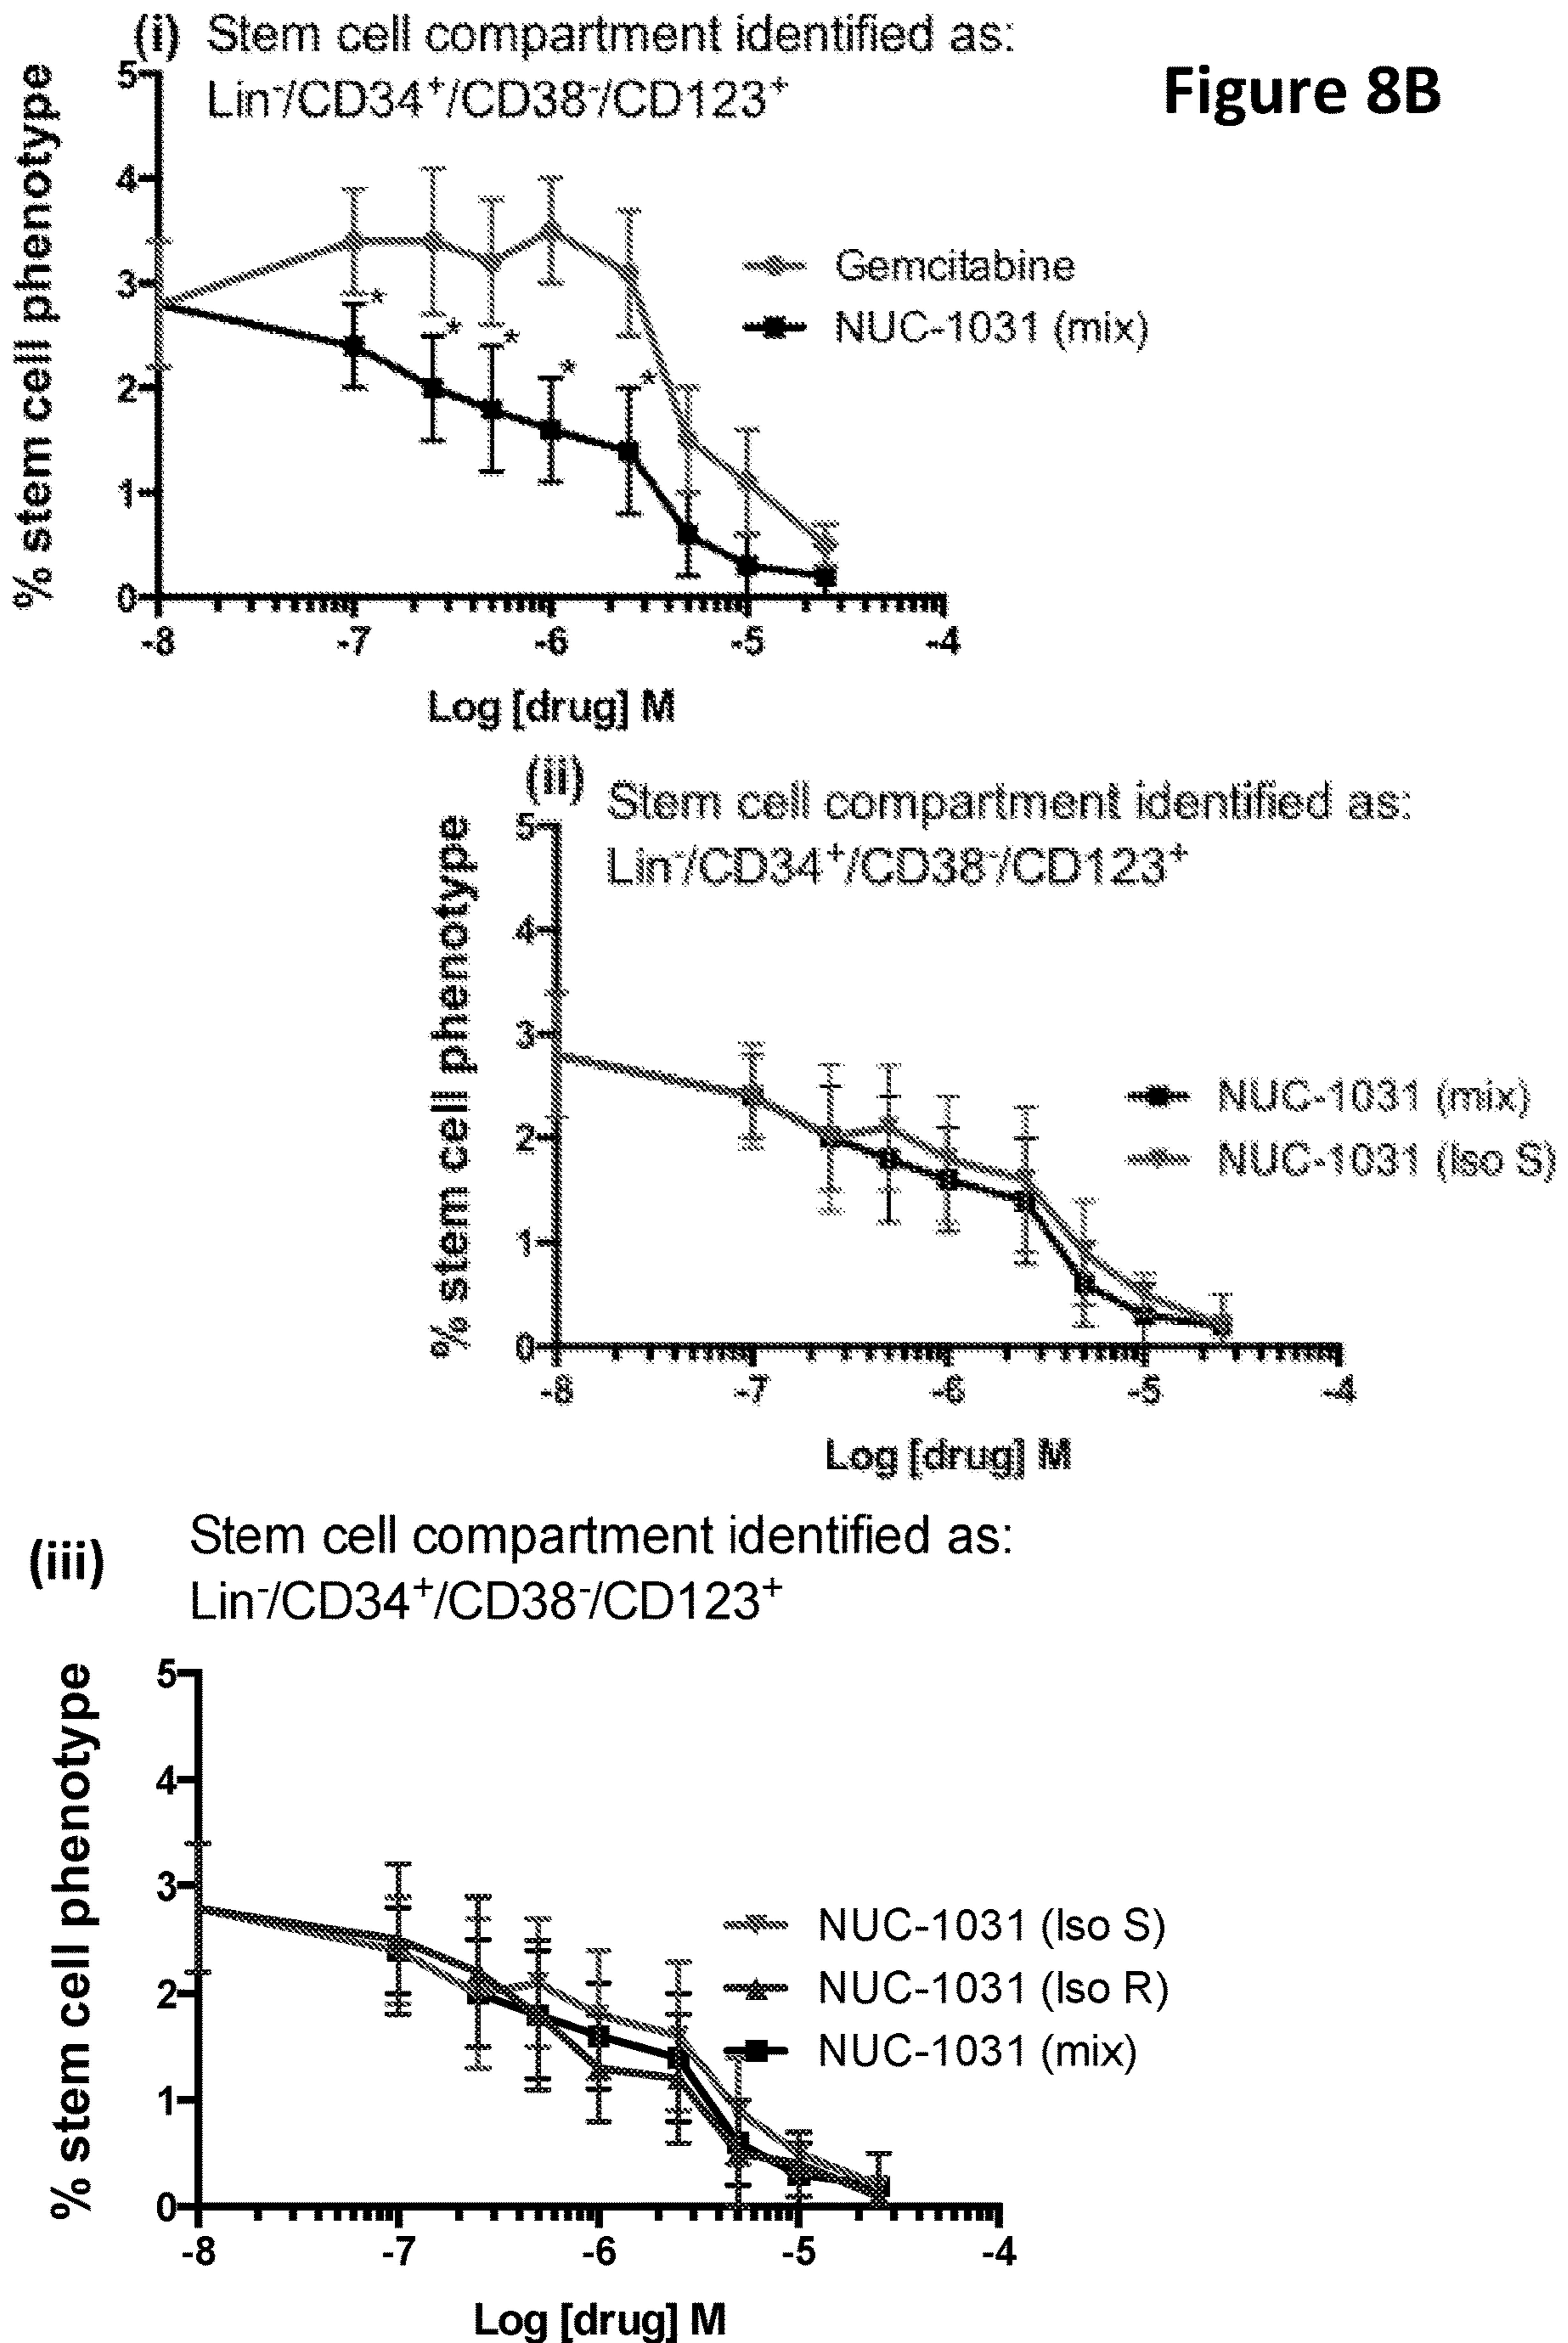 (i) Stem cell compartment identified as:
Lin⁻/CD34⁺/CD38⁻/CD123⁺
Figure 8B
% stem cell phenotype
5
4
3
2
1
0
* * * * *
Gemcitabine
NUC-1031 (mix)
-8 -7 -6 -5 -4
Log [drug] M
(ii) Stem cell compartment identified as:
Lin⁻/CD34⁺/CD38⁻/CD123⁺
% stem cell phenotype
5
4
3
2
1
0
NUC-1031 (mix)
NUC-1031 (Iso S)
-8 -7 -6 -5 -4
Log [drug] M
(iii) Stem cell compartment identified as:
Lin⁻/CD34⁺/CD38⁻/CD123⁺
% stem cell phenotype
5
4
3
2
1
0
NUC-1031 (Iso S)
NUC-1031 (Iso R)
NUC-1031 (mix)
-8 -7 -6 -5 -4
Log [drug] M